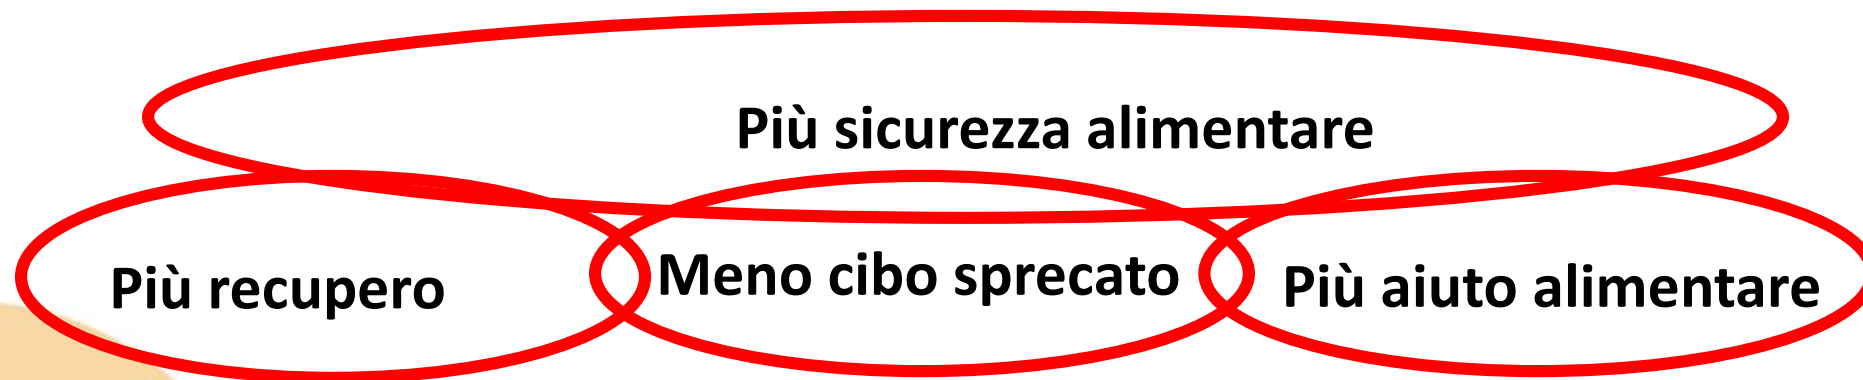 Più sicurezza alimentare
Più recupero
Meno cibo sprecato
Più aiuto alimentare